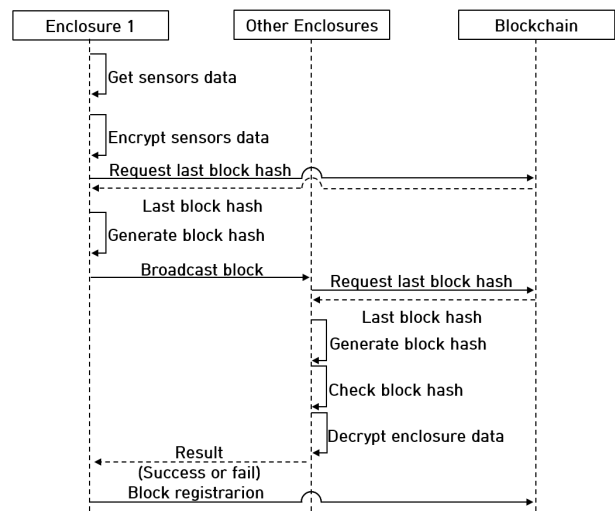 Enclosure 1
Other Enclosures
Blockchain
Get sensors data
Encrypt sensors data
Request last block hash
Last block hash
Generate block hash
Broadcast block
Request last block hash
Last block hash
Generate block hash
Check block hash
Decrypt enclosure data
Result
(Success or fail)
Block registrarion